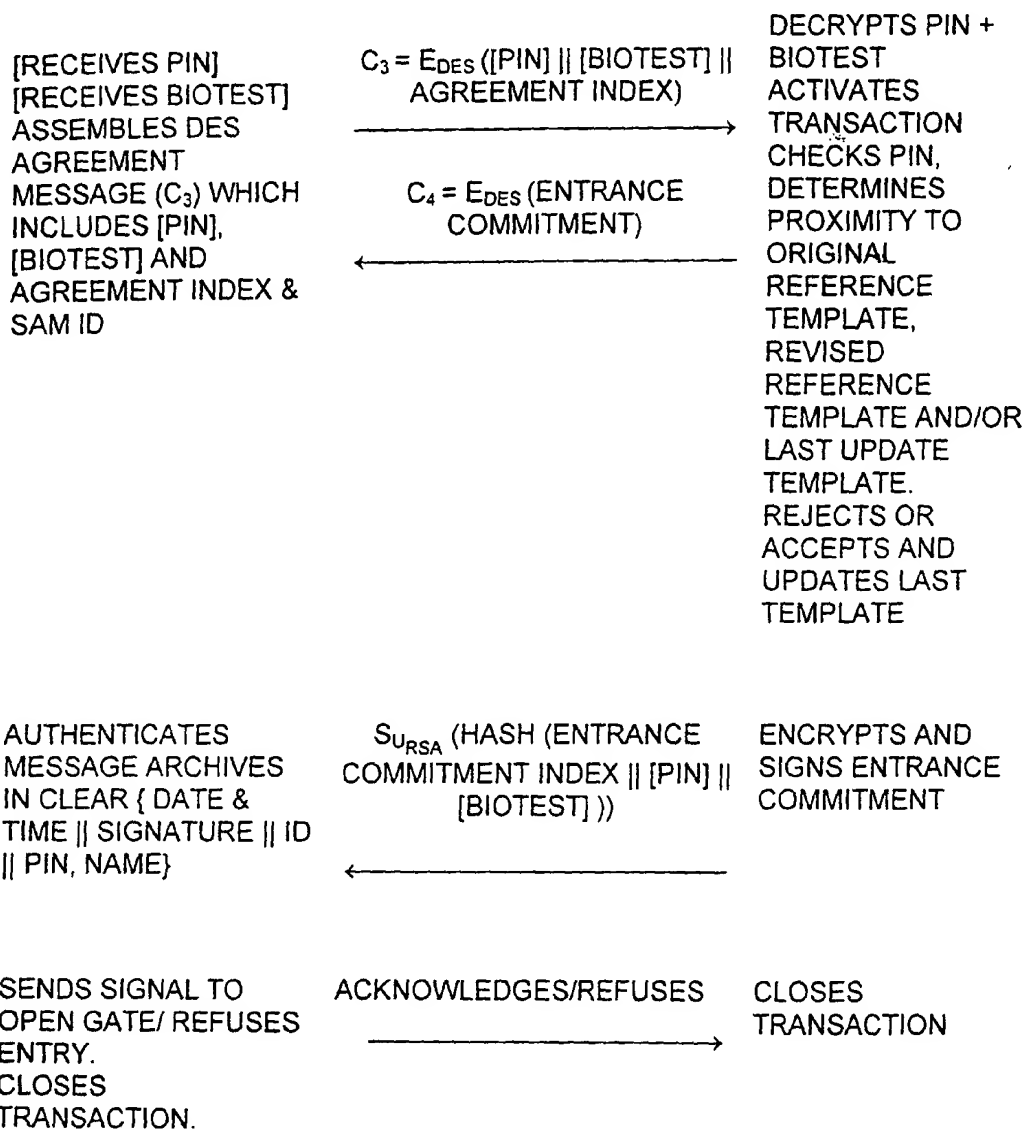 [RECEIVES PIN]
[RECEIVES BIOTEST]
ASSEMBLES DES
AGREEMENT
MESSAGE (C3) WHICH
INCLUDES [PIN],
[BIOTEST] AND
AGREEMENT INDEX &
SAM ID
C3 = EDES ([PIN] || [BIOTEST] ||
AGREEMENT INDEX)
C4 = EDES (ENTRANCE
COMMITMENT)
DECRYPTS PIN +
BIOTEST
ACTIVATES
TRANSACTION
CHECKS PIN,
DETERMINES
PROXIMITY TO
ORIGINAL
REFERENCE
TEMPLATE,
REVISED
REFERENCE
TEMPLATE AND/OR
LAST UPDATE
TEMPLATE.
REJECTS OR
ACCEPTS AND
UPDATES LAST
TEMPLATE
AUTHENTICATES
MESSAGE ARCHIVES
IN CLEAR { DATE &
TIME || SIGNATURE || ID
|| PIN, NAME}
SURSA (HASH (ENTRANCE
COMMITMENT INDEX || [PIN] ||
[BIOTEST] ))
ENCRYPTS AND
SIGNS ENTRANCE
COMMITMENT
SENDS SIGNAL TO
OPEN GATE/ REFUSES
ENTRY.
CLOSES
TRANSACTION.
ACKNOWLEDGES/REFUSES
CLOSES
TRANSACTION